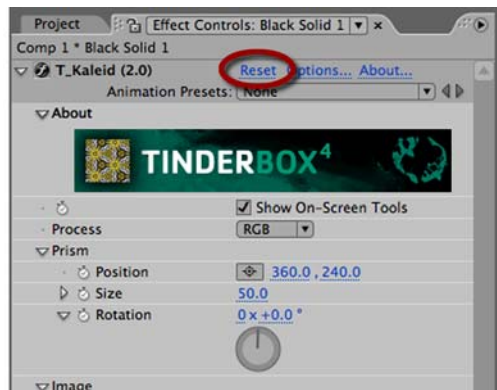 Project Effect Controls: Black Solid 1 ×
Comp 1 * Black Solid 1
T_Kaleid (2.0) Reset Options... About...
Animation Presets: None
About
TINDERBOX4
Show On-Screen Tools
Process RGB
Prism
Position 360.0 , 240.0
Size 50.0
Rotation 0 x +0.0 °
Image